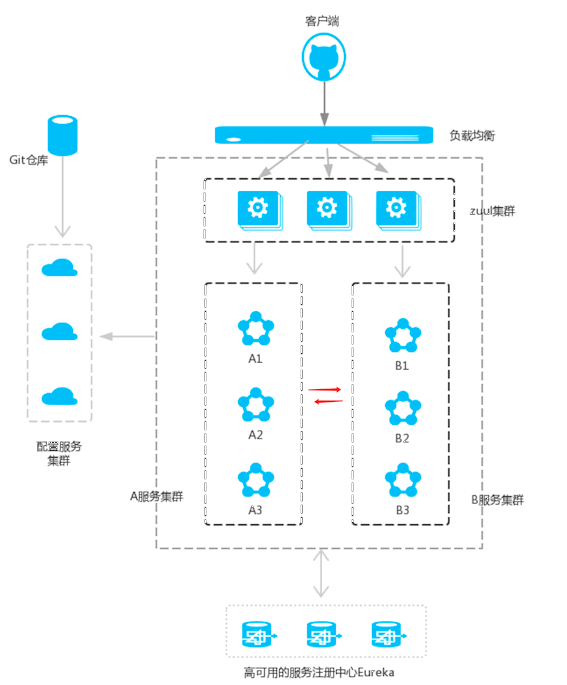 客户端
负载均衡
Git仓库
zuul集群
A1
B1
A2
B2
A3
B3
配置服务
集群
A服务集群
B服务集群
高可用的服务注册中心Eureka